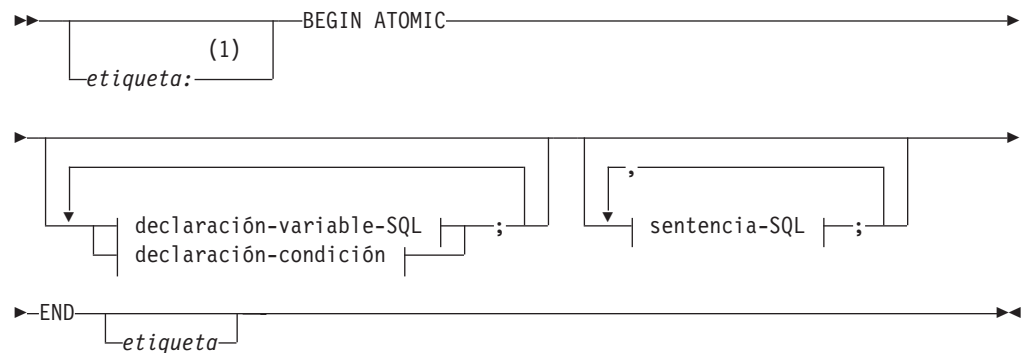 BEGIN ATOMIC
(1)
etiqueta:
,
declaración-variable-SQL ;
sentencia-SQL ;
declaración-condición
END
etiqueta